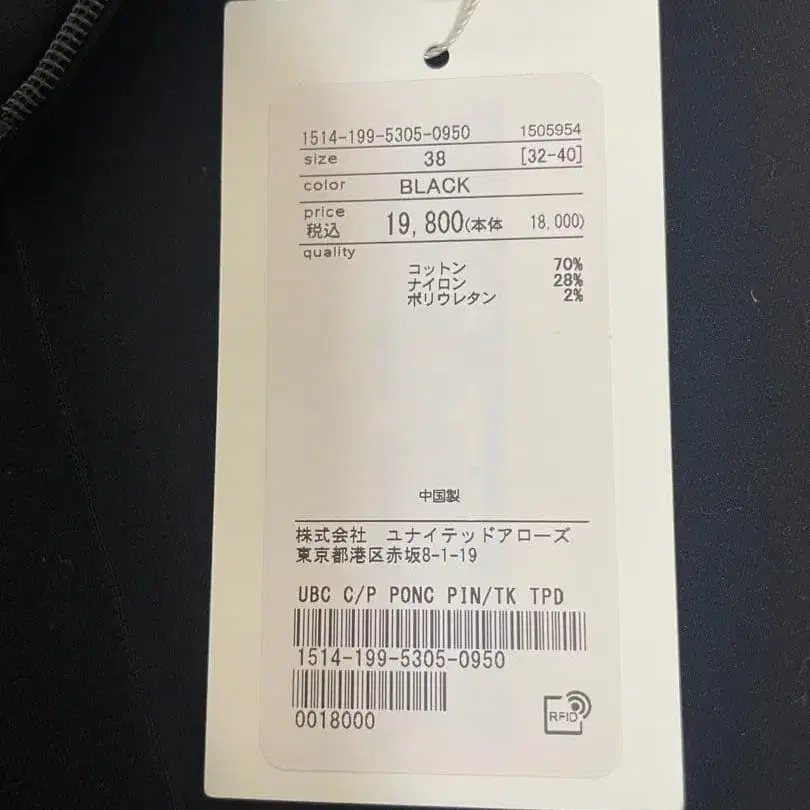 1514-199-5305-0950 1505954
size 38 [32-40]
color BLACK
price
税込 19,800(本体 18,000)
quality
コットン 70%
ナイロン 28%
ポリウレタン 2%
中国製
株式会社 ユナイテッドアローズ
東京都港区赤坂8-1-19
UBC C/P PONC PIN/TK TPD
1514-199-5305-0950
0018000
RFID